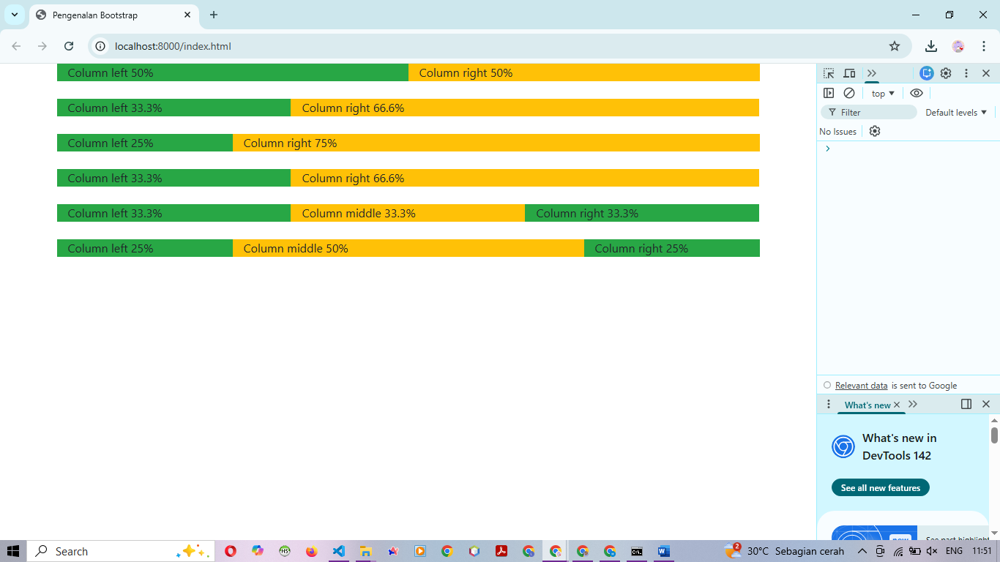 Pengenalan Bootstrap
localhost:8000/index.html
Column left 50% Column right 50%
Column left 33.3% Column right 66.6%
Column left 25% Column right 75%
Column left 33.3% Column right 66.6%
Column left 33.3% Column middle 33.3% Column right 33.3%
Column left 25% Column middle 50% Column right 25%
top
Filter Default levels
No Issues
Relevant data is sent to Google
What's new
What's new in
DevTools 142
See all new features
new
See past highlight
Search
HS
C:\.
W
2
30°C Sebagian cerah
ENG 11:51